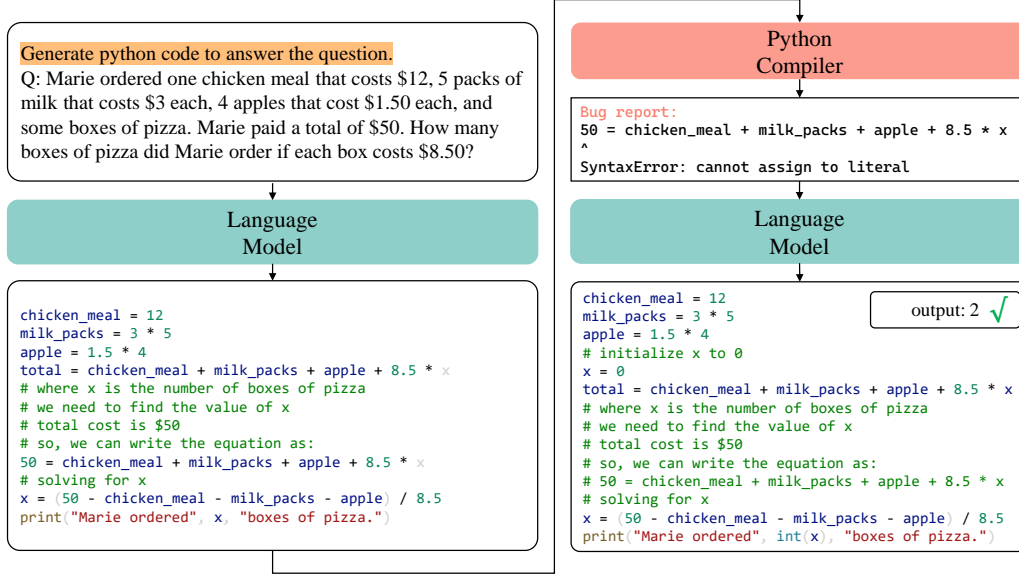 Generate python code to answer the question.
Q: Marie ordered one chicken meal that costs $12, 5 packs of
milk that costs $3 each, 4 apples that cost $1.50 each, and
some boxes of pizza. Marie paid a total of $50. How many
boxes of pizza did Marie order if each box costs $8.50?
Language
Model
chicken_meal = 12
milk_packs = 3 * 5
apple = 1.5 * 4
total = chicken_meal + milk_packs + apple + 8.5 * x
# where x is the number of boxes of pizza
# we need to find the value of x
# total cost is $50
# so, we can write the equation as:
50 = chicken_meal + milk_packs + apple + 8.5 * x
# solving for x
x = (50 - chicken_meal - milk_packs - apple) / 8.5
print("Marie ordered", x, "boxes of pizza.")
Python
Compiler
Bug report:
50 = chicken_meal + milk_packs + apple + 8.5 * x
^
SyntaxError: cannot assign to literal
Language
Model
chicken_meal = 12
milk_packs = 3 * 5
apple = 1.5 * 4
# initialize x to 0
x = 0
total = chicken_meal + milk_packs + apple + 8.5 * x
# where x is the number of boxes of pizza
# we need to find the value of x
# total cost is $50
# so, we can write the equation as:
# 50 = chicken_meal + milk_packs + apple + 8.5 * x
# solving for x
x = (50 - chicken_meal - milk_packs - apple) / 8.5
print("Marie ordered", int(x), "boxes of pizza.")
output: 2 √